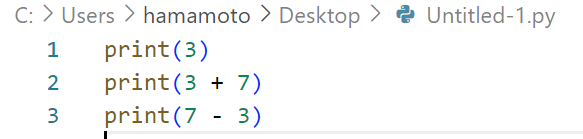 C: > Users > hamamoto > Desktop > Untitled-1.py
1 print(3)
2 print(3 + 7)
3 print(7 - 3)